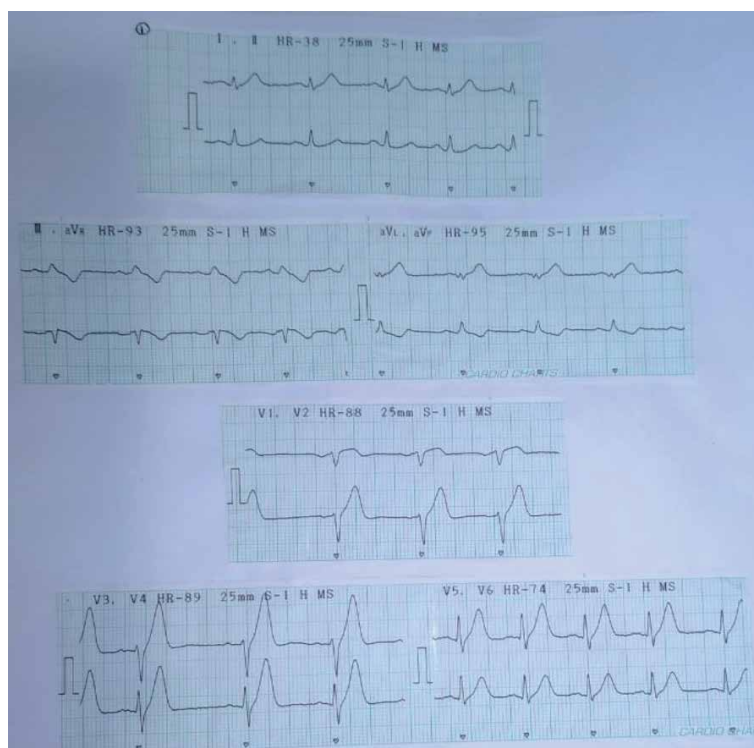 ①
I . II HR-38 25mm S-1 H MS
III . aVR HR-93 25mm S-1 H MS
aVL. aVF HR-95 25mm S-1 H MS
CARDIO CHARTS
V1. V2 HR-88 25mm S-1 H MS
V3. V4 HR-89 25mm S-1 H MS
V5. V6 HR-74 25mm S-1 H MS
CARDIO CHA